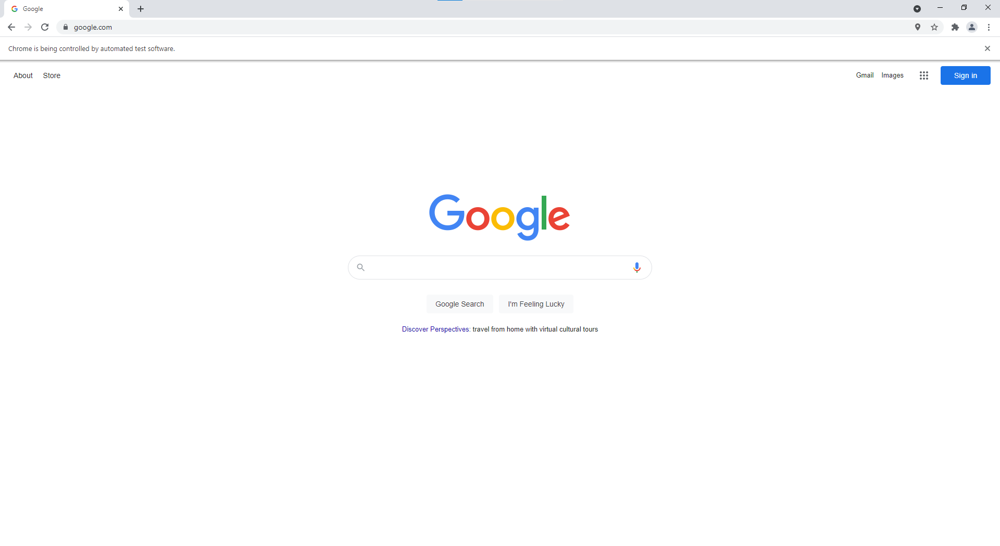 Google
google.com
Chrome is being controlled by automated test software.
About Store Gmail Images Sign in
Google
Google Search I'm Feeling Lucky
Discover Perspectives: travel from home with virtual cultural tours